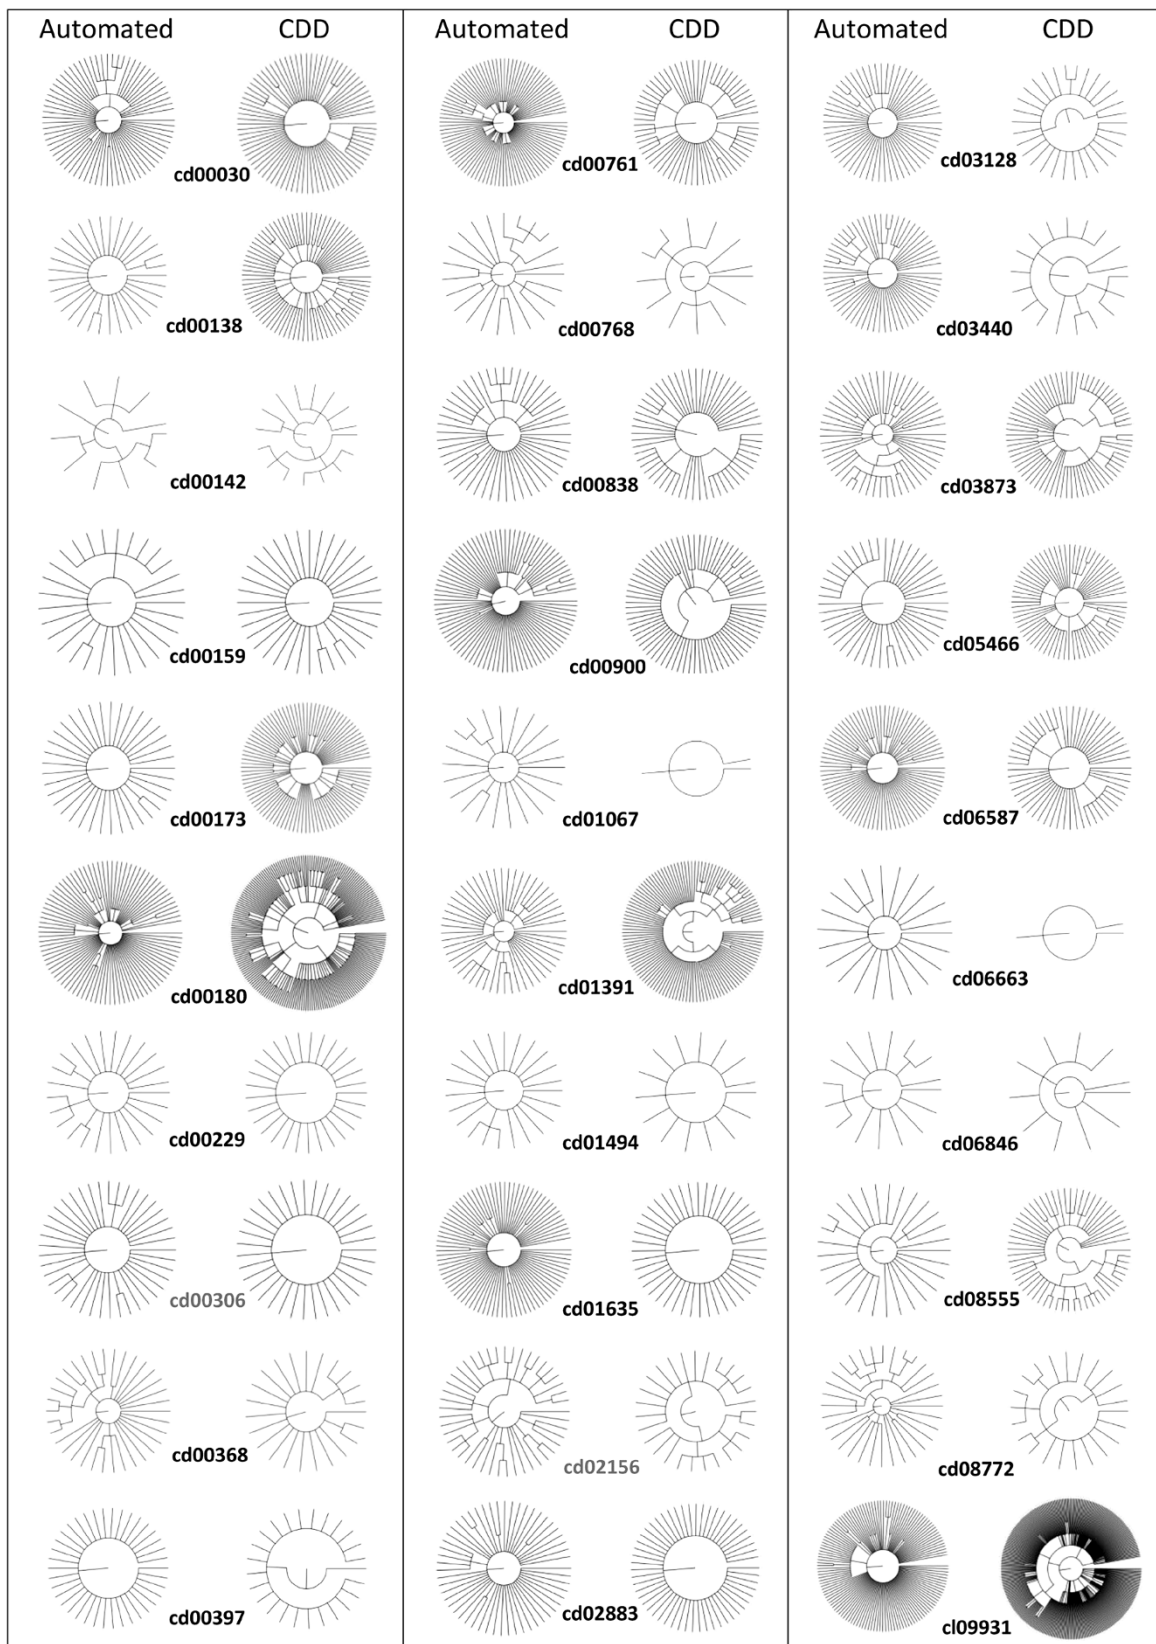 Automated CDD
cd00030
cd00138
cd00142
cd00159
cd00173
cd00180
cd00229
cd00306
cd00368
cd00397
Automated CDD
cd00761
cd00768
cd00838
cd00900
cd01067
cd01391
cd01494
cd01635
cd02156
cd02883
Automated CDD
cd03128
cd03440
cd03873
cd05466
cd06587
cd06663
cd06846
cd08555
cd08772
cl09931